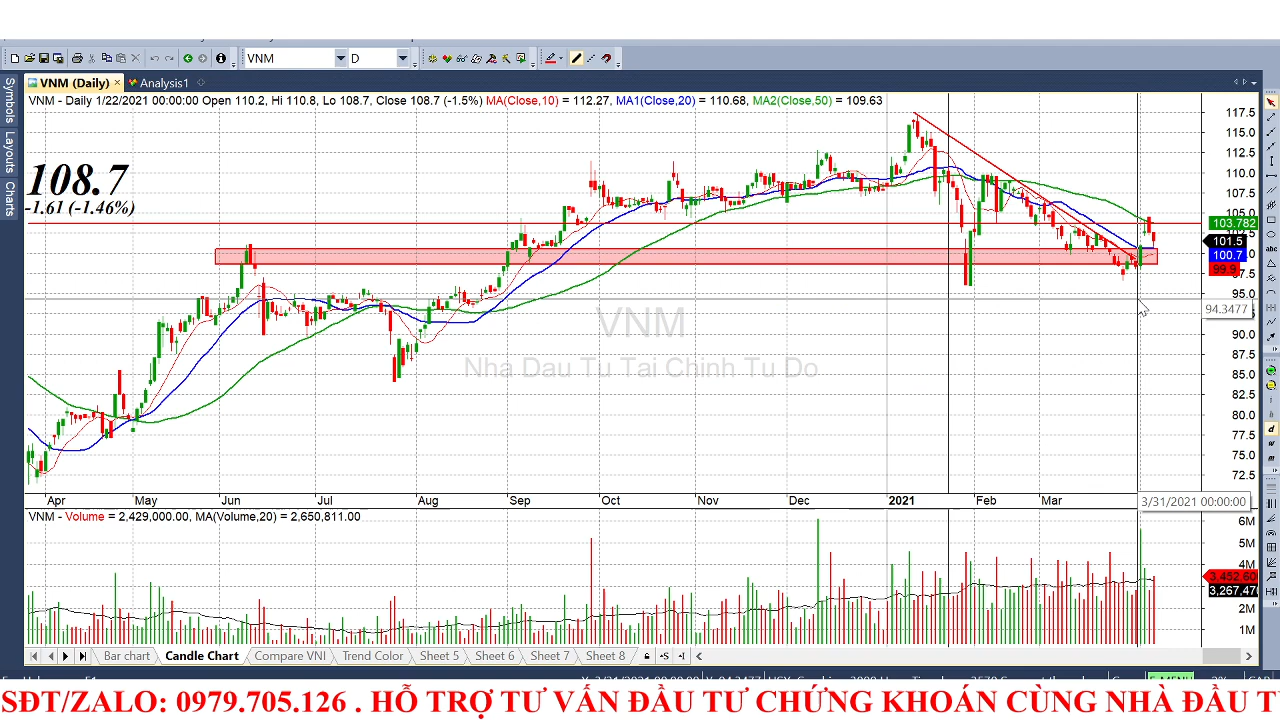 VNM D
Symbols
Layouts
Charts
VNM (Daily) × Analysis1
VNM - Daily 1/22/2021 00:00:00 Open 110.2, Hi 110.8, Lo 108.7, Close 108.7 (-1.5%) MA(Close,10) = 112.27, MA1(Close,20) = 110.68, MA2(Close,50) = 109.63
108.7
-1.61 (-1.46%)
117.5
115.0
112.5
110.0
107.5
105.0
103.782
101.5
100.7
99.9
97.5
95.0
94.3477
90.0
87.5
85.0
82.5
80.0
77.5
75.0
72.5
VNM
Nha Dau Tu Tai Chinh Tu Do
Apr May Jun Jul Aug Sep Oct Nov Dec 2021 Feb Mar
3/31/2021 00:00:00
VNM - Volume = 2,429,000.00, MA(Volume,20) = 2,650,811.00
6M
5M
4M
3,452,60
3,267,470
2M
1M
Bar chart Candle Chart Compare VNI Trend Color Sheet 5 Sheet 6 Sheet 7 Sheet 8
SĐT/ZALO: 0979.705.126 . HỖ TRỢ TƯ VẤN ĐẦU TƯ CHỨNG KHOÁN CÙNG NHÀ ĐẦU T